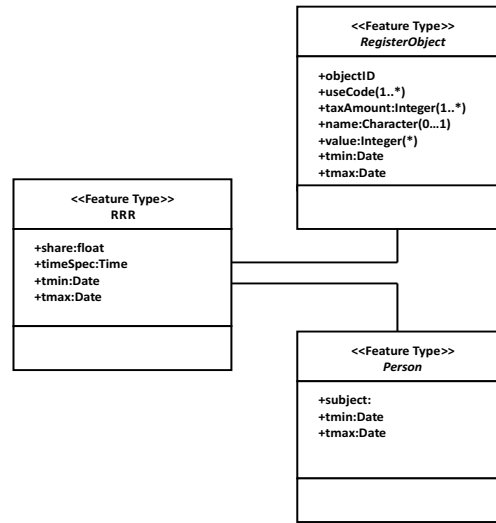 <<Feature Type>>
RegisterObject
+objectID
+useCode(1..*)
+taxAmount:Integer(1..*)
+name:Character(0...1)
+value:Integer(*)
+tmin:Date
+tmax:Date
<<Feature Type>>
RRR
+share:float
+timeSpec:Time
+tmin:Date
+tmax:Date
<<Feature Type>>
Person
+subject:
+tmin:Date
+tmax:Date